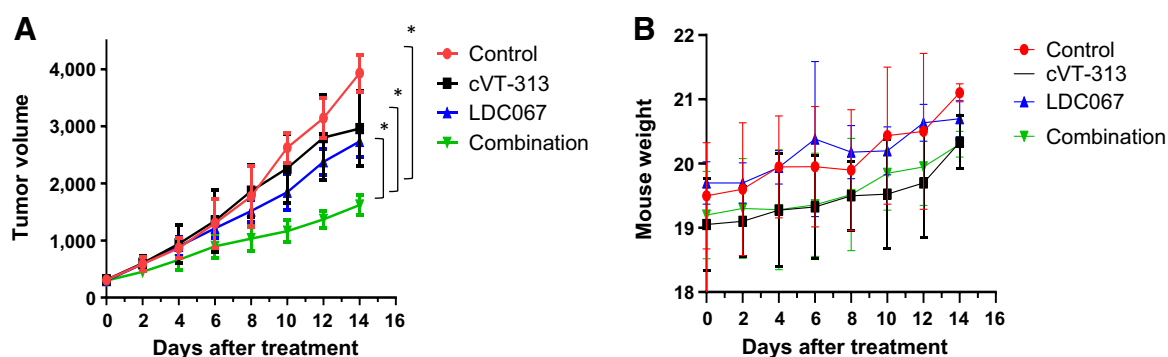 A
Tumor volume
4,000
3,000
2,000
1,000
0
0 2 4 6 8 10 12 14 16
Days after treatment
*
*
*
Control
cVT-313
LDC067
Combination
B
Mouse weight
22
21
20
19
18
0 2 4 6 8 10 12 14 16
Days after treatment
Control
cVT-313
LDC067
Combination